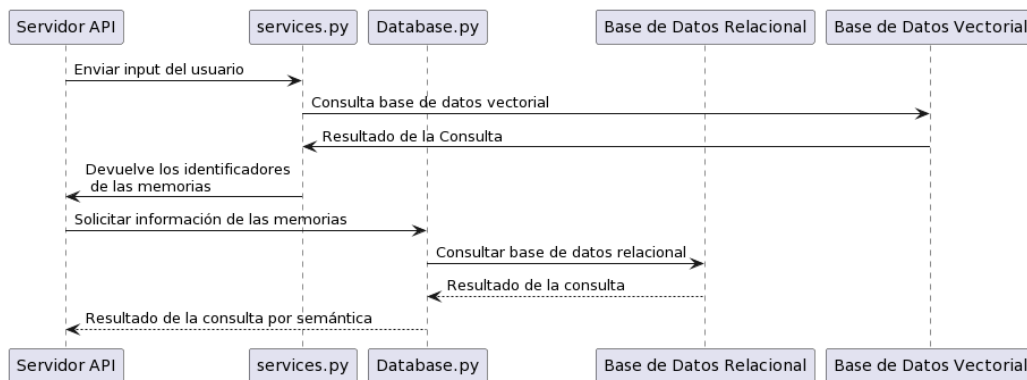 Servidor API
services.py
Database.py
Base de Datos Relacional
Base de Datos Vectorial
Enviar input del usuario
Consulta base de datos vectorial
Resultado de la Consulta
Devuelve los identificadores
de las memorias
Solicitar información de las memorias
Consultar base de datos relacional
Resultado de la consulta
Resultado de la consulta por semántica
Servidor API
services.py
Database.py
Base de Datos Relacional
Base de Datos Vectorial